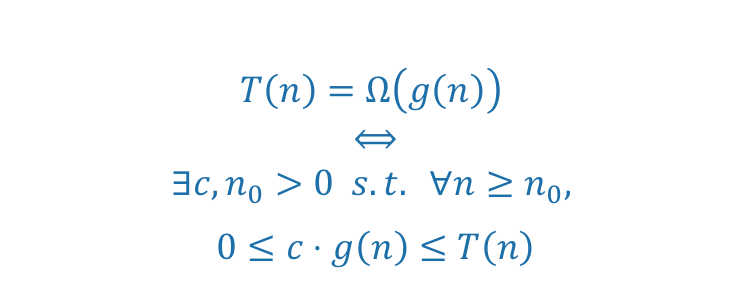 T(n) = Ω(g(n))
⟺
∃c, n₀ > 0 s.t. ∀n ≥ n₀,
0 ≤ c · g(n) ≤ T(n)